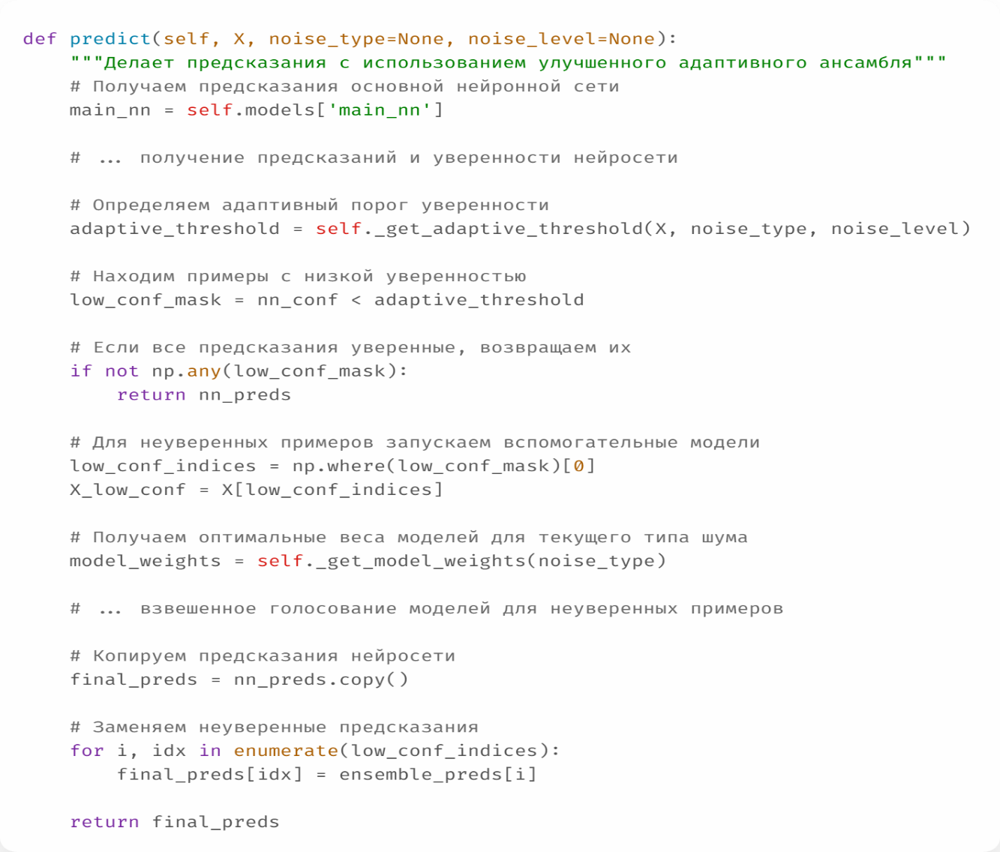 def predict(self, X, noise_type=None, noise_level=None):
    """Делает предсказания с использованием улучшенного адаптивного ансамбля"""
    # Получаем предсказания основной нейронной сети
    main_nn = self.models['main_nn']

    # ... получение предсказаний и уверенности нейросети

    # Определяем адаптивный порог уверенности
    adaptive_threshold = self._get_adaptive_threshold(X, noise_type, noise_level)

    # Находим примеры с низкой уверенностью
    low_conf_mask = nn_conf < adaptive_threshold

    # Если все предсказания уверенные, возвращаем их
    if not np.any(low_conf_mask):
        return nn_preds

    # Для неуверенных примеров запускаем вспомогательные модели
    low_conf_indices = np.where(low_conf_mask)[0]
    X_low_conf = X[low_conf_indices]

    # Получаем оптимальные веса моделей для текущего типа шума
    model_weights = self._get_model_weights(noise_type)

    # ... взвешенное голосование моделей для неуверенных примеров

    # Копируем предсказания нейросети
    final_preds = nn_preds.copy()

    # Заменяем неуверенные предсказания
    for i, idx in enumerate(low_conf_indices):
        final_preds[idx] = ensemble_preds[i]

    return final_preds